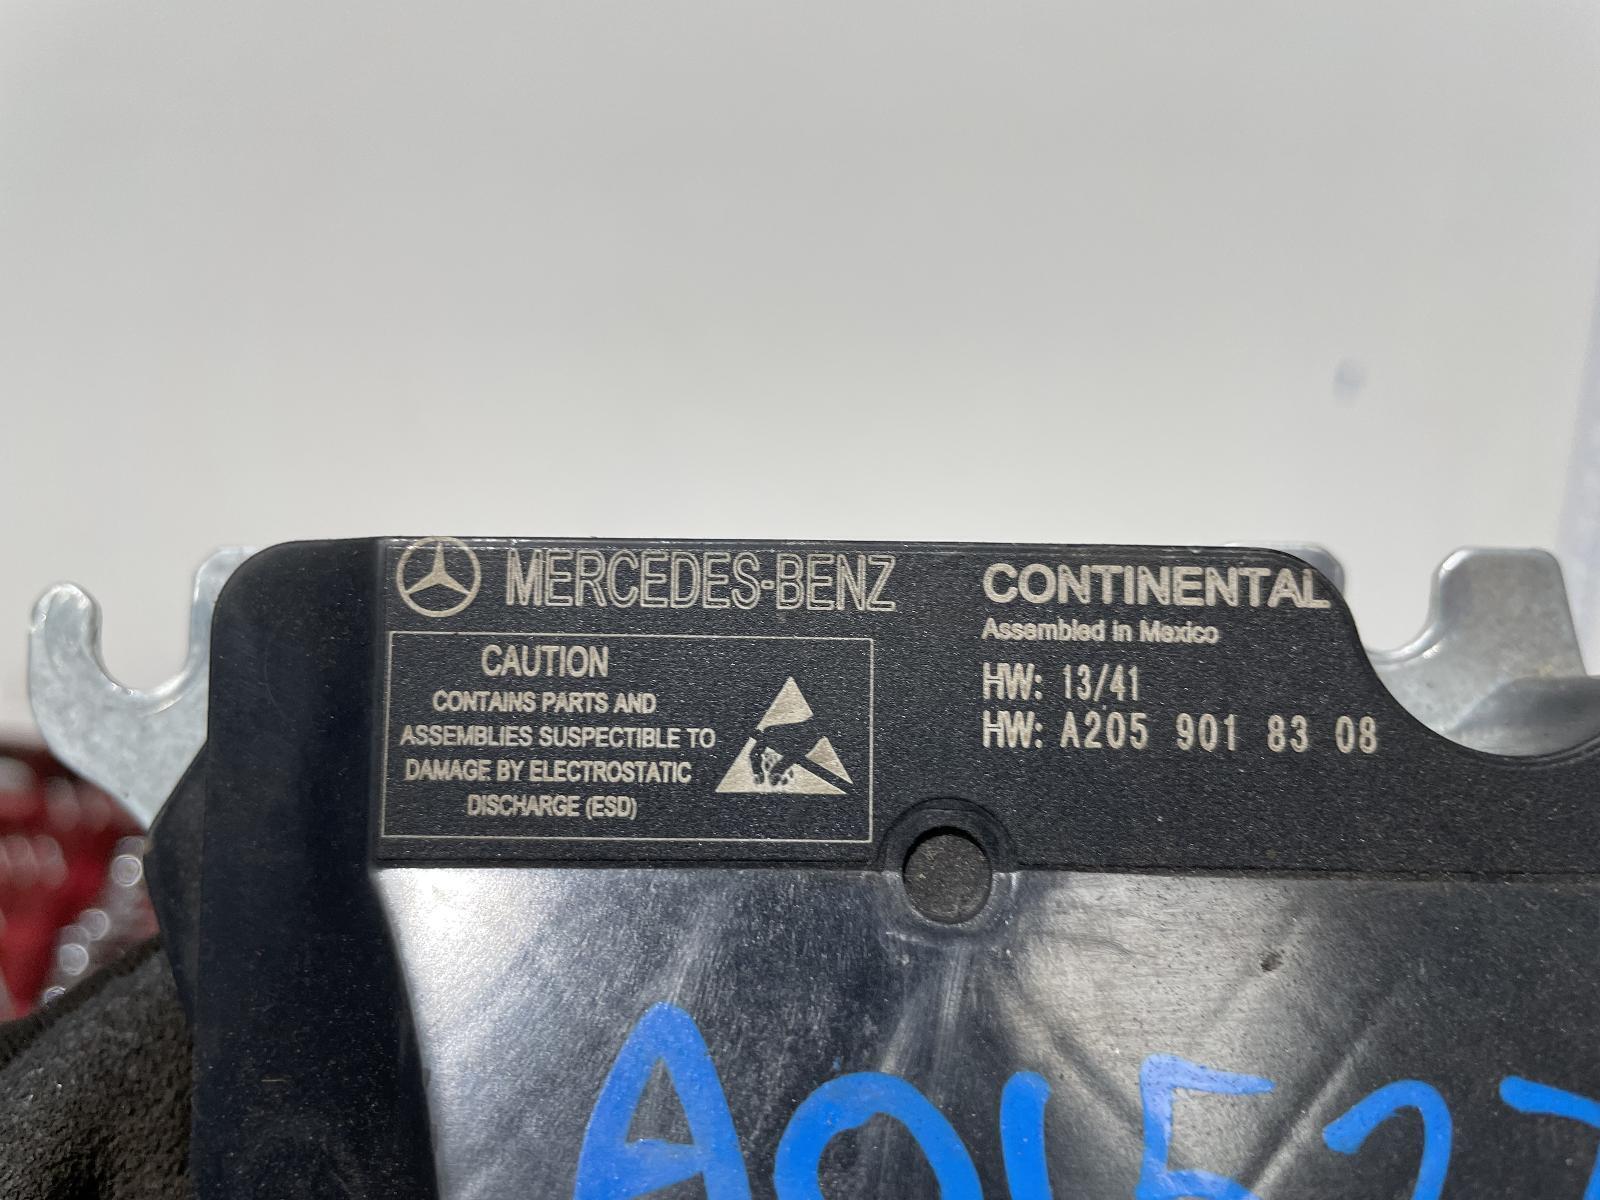 MERCEDES-BENZ
CAUTION
CONTAINS PARTS AND
ASSEMBLIES SUSPECTIBLE TO
DAMAGE BY ELECTROSTATIC
DISCHARGE (ESD)
CONTINENTAL
Assembled in Mexico
HW: 13/41
HW: A205 901 83 08